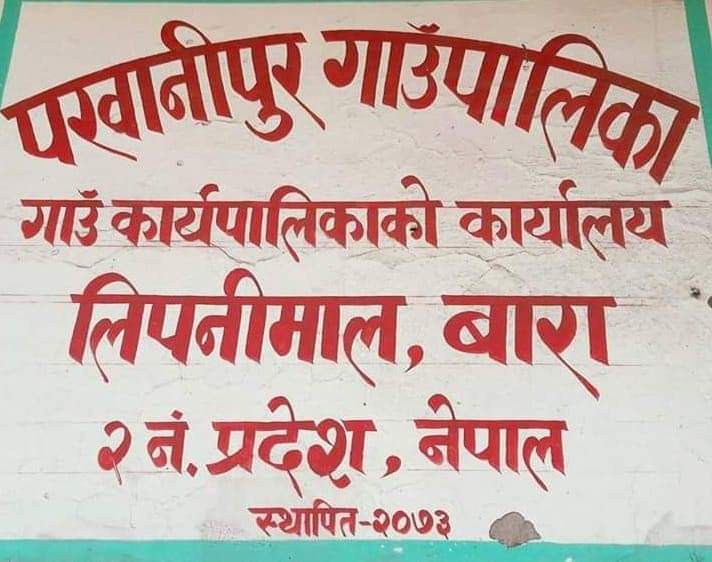 परवानीपुर गाउँपालिका
गाउँ कार्यपालिकाको कार्यालय
लिपनीमाल, बारा
२ नं. प्रदेश, नेपाल
स्थापित-२०७३